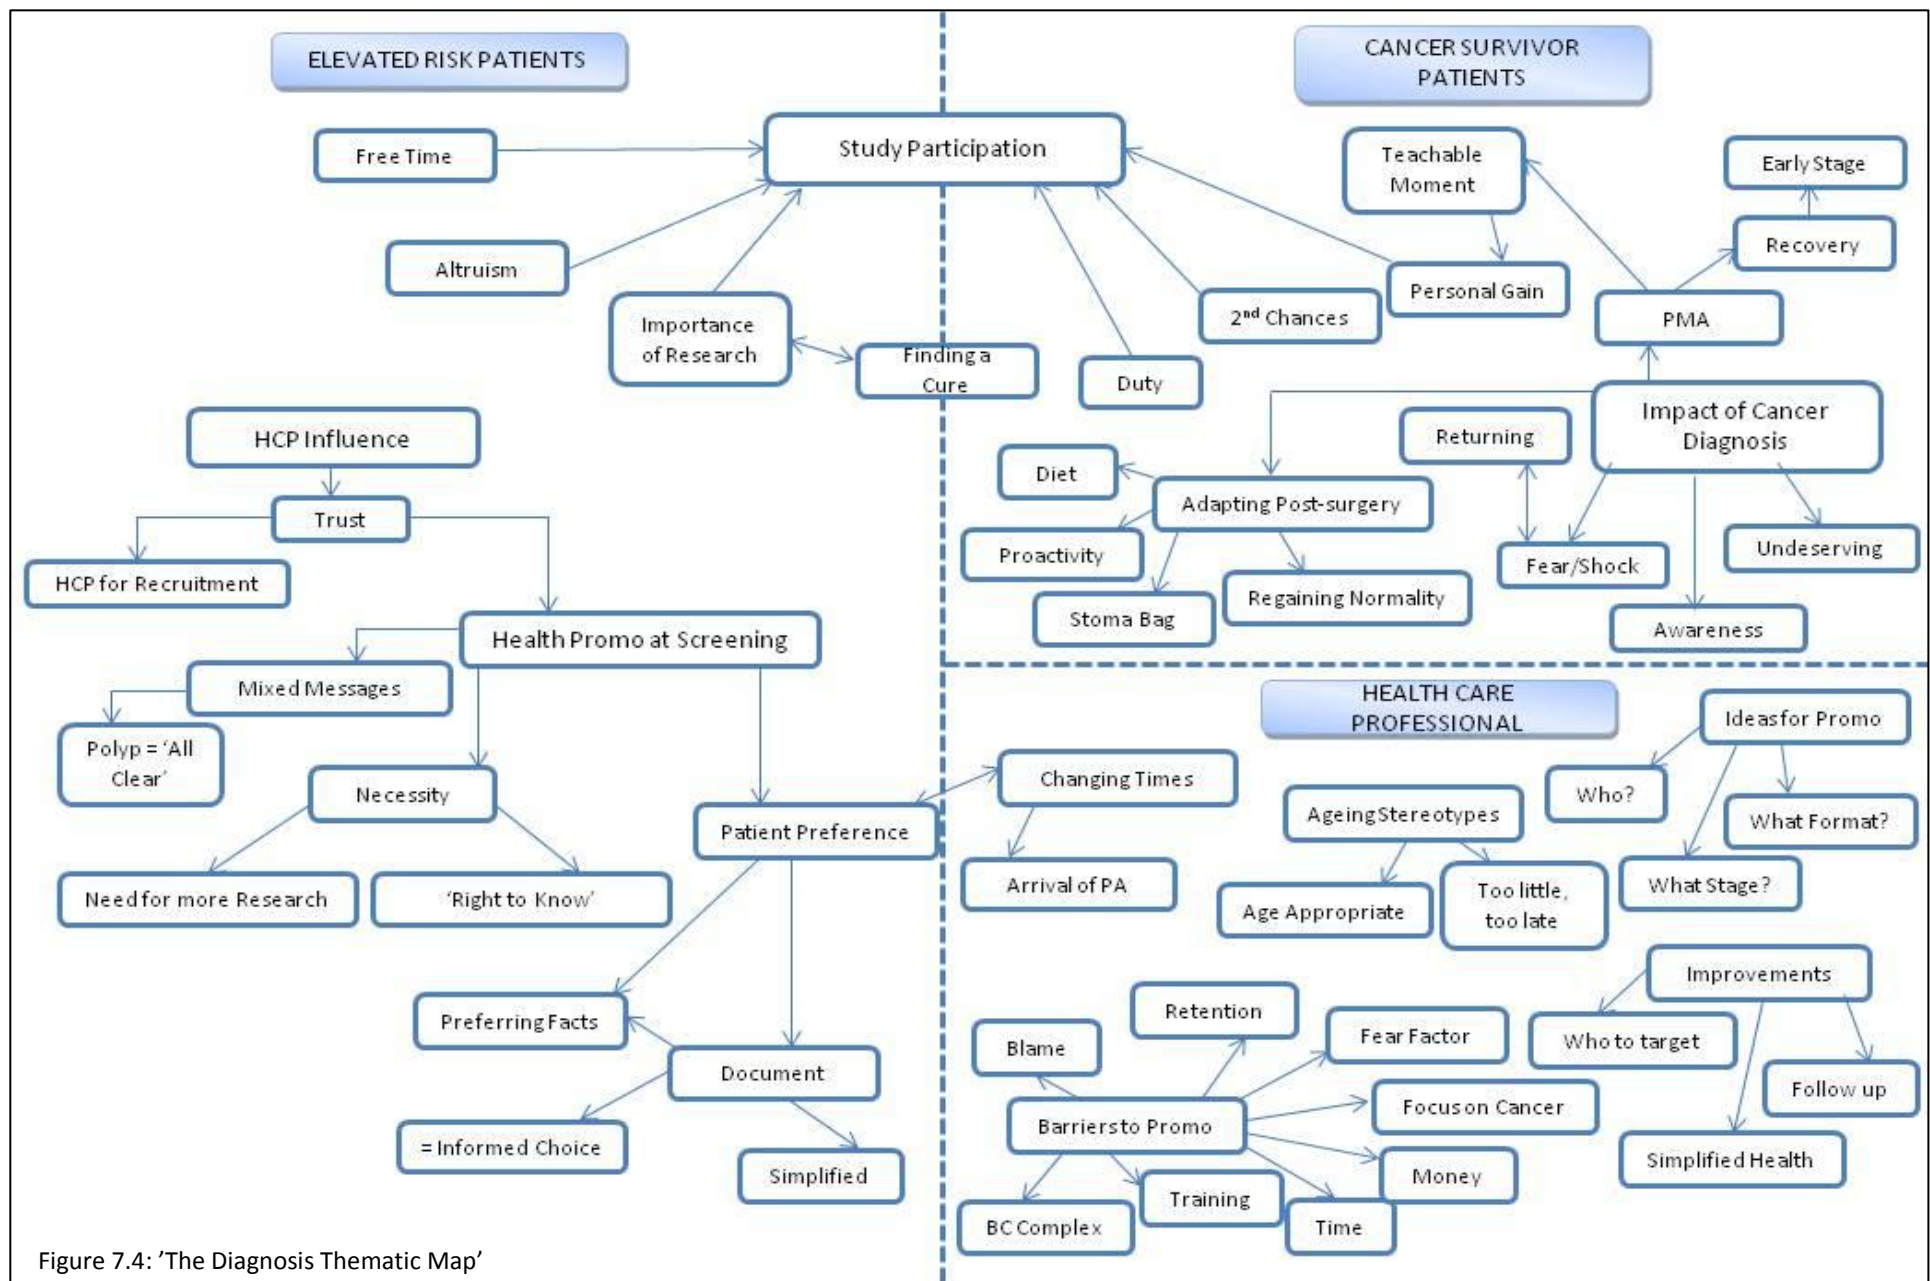 ELEVATED RISK PATIENTS
CANCER SURVIVOR
PATIENTS
Study Participation
Free Time
Altruism
Importance
of Research
Finding a
Cure
Duty
2nd Chances
Personal Gain
Teachable
Moment
Early Stage
Recovery
PMA
Impact of Cancer
Diagnosis
Returning
Fear/Shock
Undeserving
Awareness
Diet
Adapting Post-surgery
Proactivity
Stoma Bag
Regaining Normality
HCP Influence
Trust
HCP for Recruitment
Health Promo at Screening
Mixed Messages
Polyp = ‘All
Clear’
Necessity
Need for more Research
‘Right to Know’
Patient Preference
Preferring Facts
Document
= Informed Choice
Simplified
HEALTH CARE
PROFESSIONAL
Changing Times
Arrival of PA
Ageing Stereotypes
Age Appropriate
Too little,
too late
Ideas for Promo
Who?
What Format?
What Stage?
Improvements
Who to target
Follow up
Simplified Health
Retention
Blame
Fear Factor
Barriers to Promo
Focus on Cancer
Money
Training
Time
BC Complex
Figure 7.4: ’The Diagnosis Thematic Map’